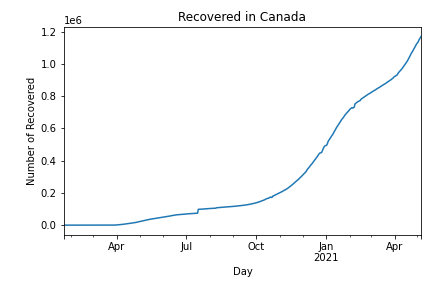 Recovered in Canada
1e6
1.2
1.0
0.8
0.6
0.4
0.2
0.0
Number of Recovered
Apr
Jul
Oct
Jan
2021
Apr
Day